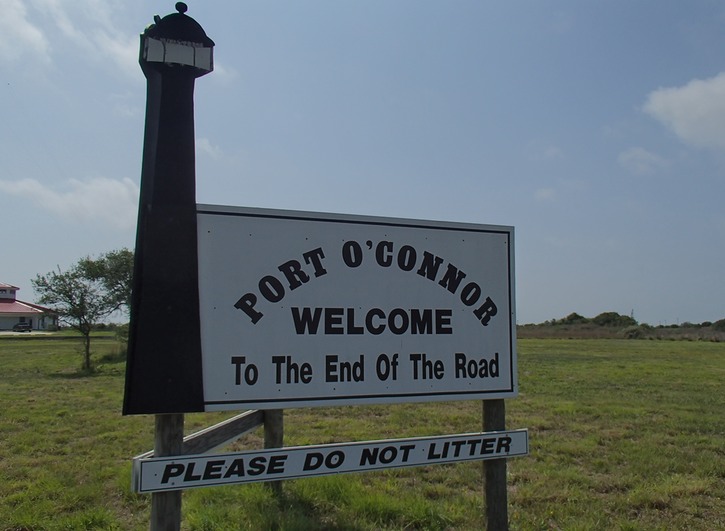 PORT O'CONNOR
WELCOME
To The End Of The Road
PLEASE DO NOT LITTER